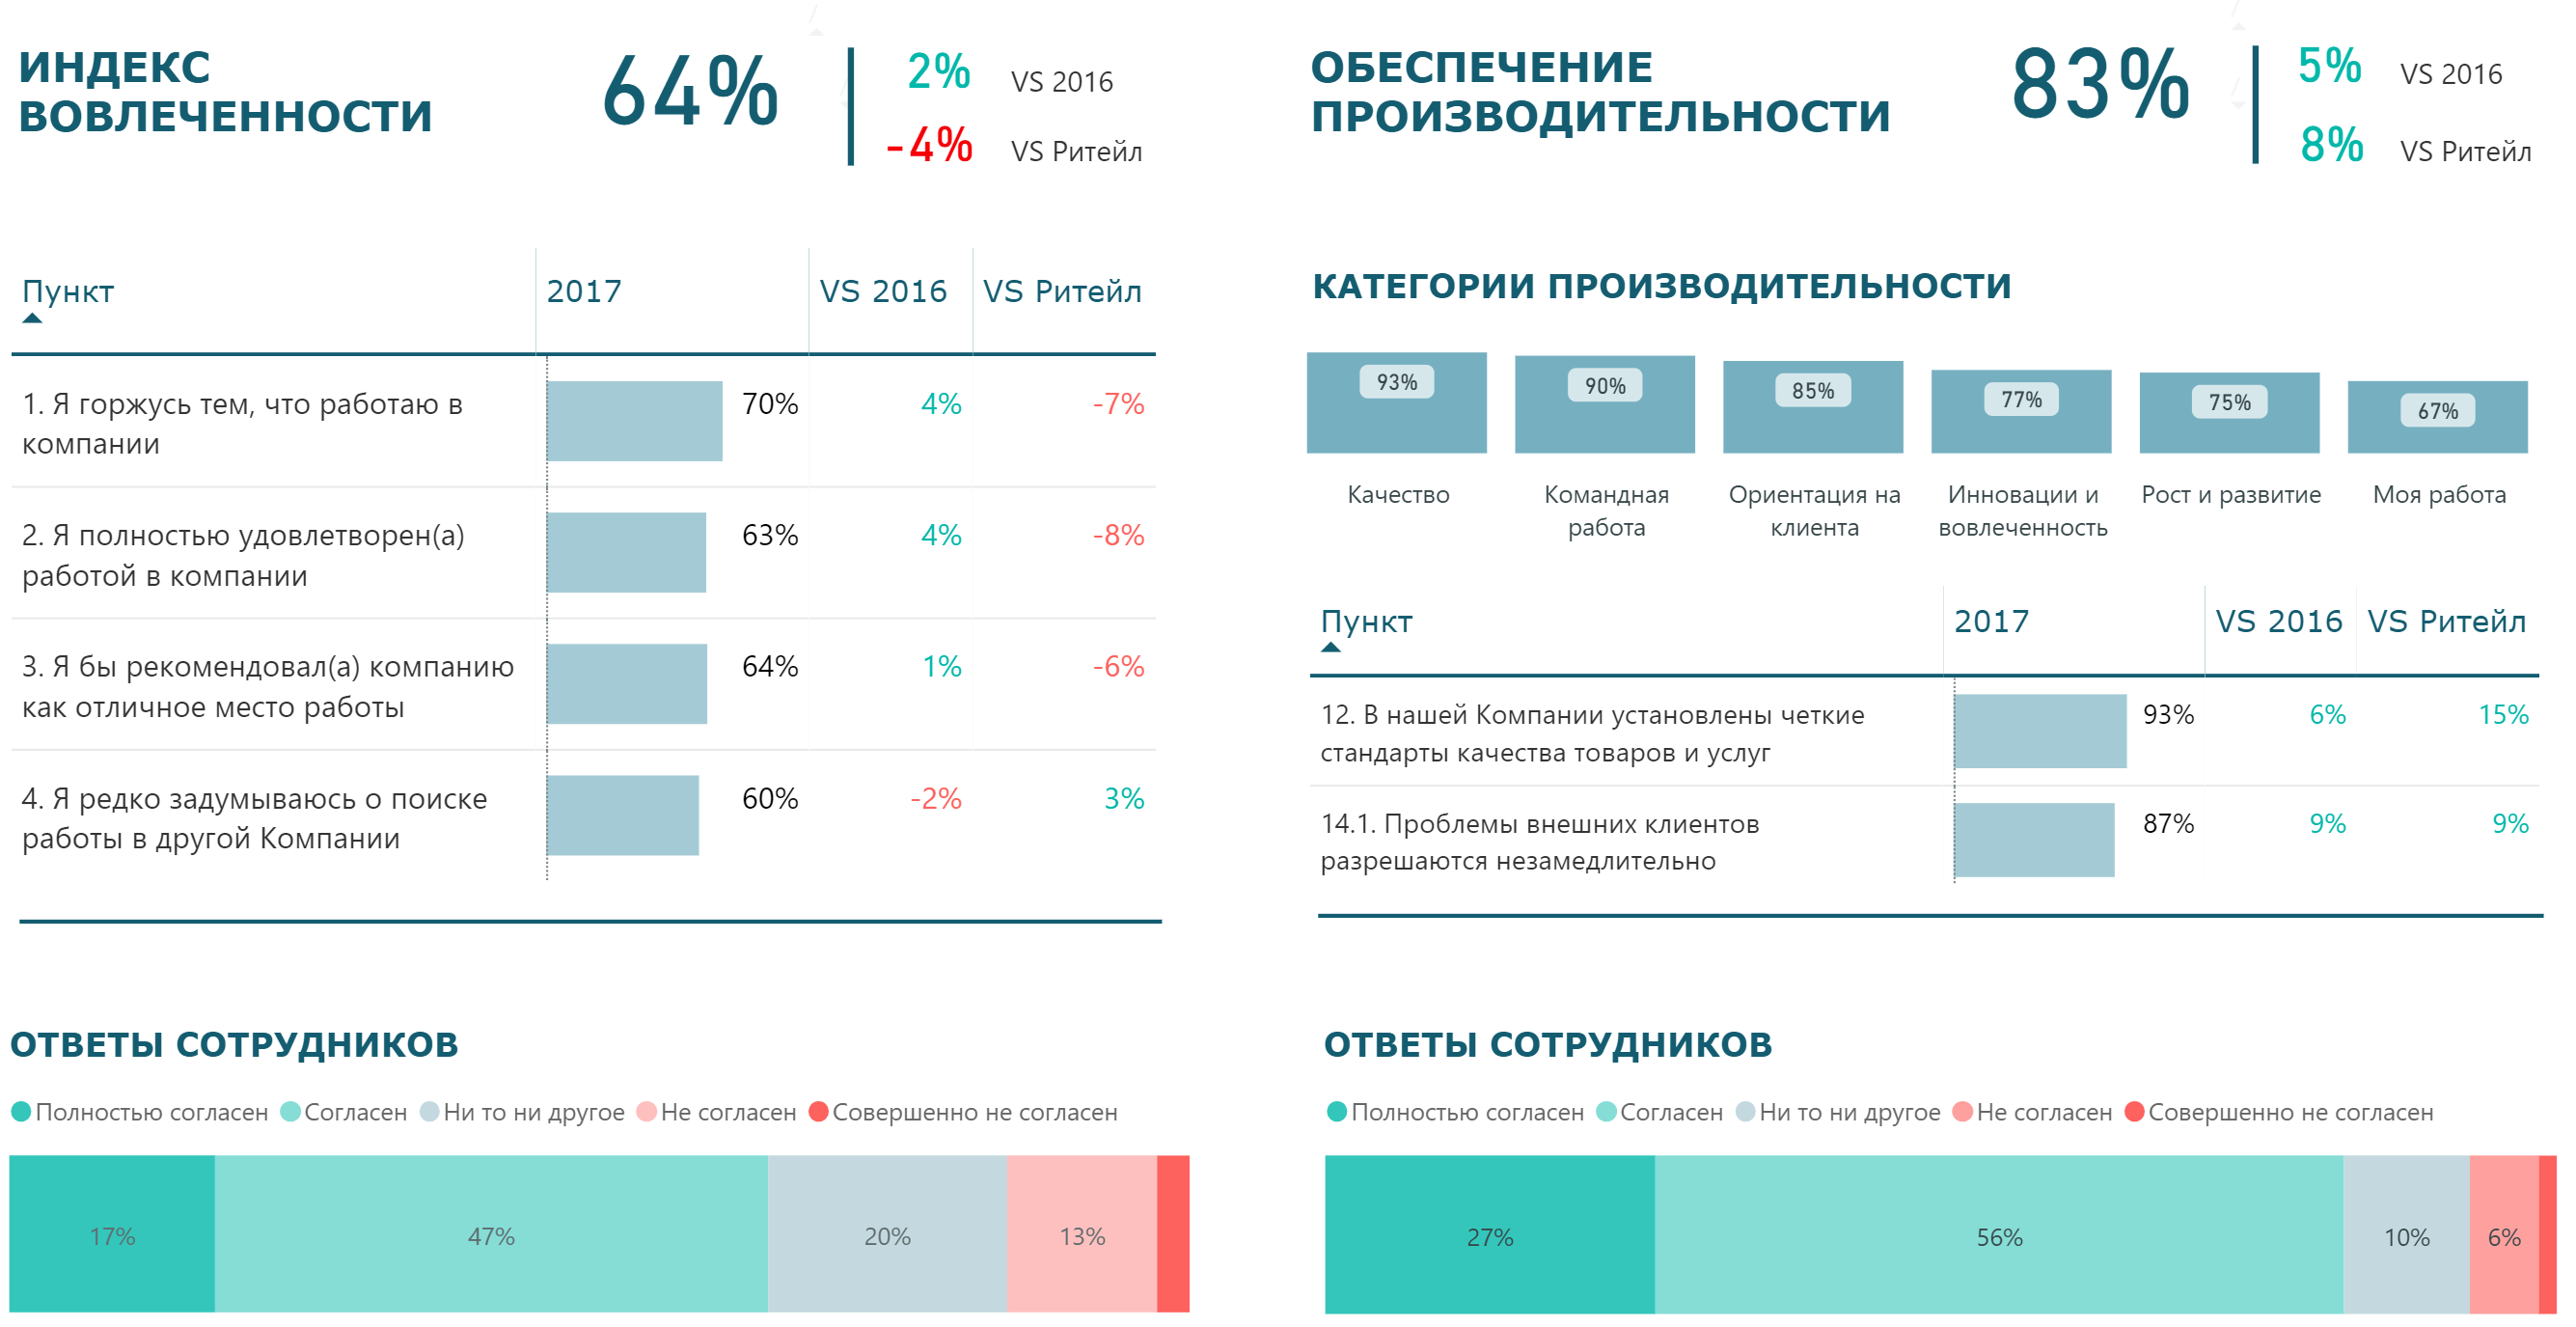 ИНДЕКС
ВОВЛЕЧЕННОСТИ
64%
2% VS 2016
-4% VS Ритейл
Пункт 2017 VS 2016 VS Ритейл
1. Я горжусь тем, что работаю в
компании
70% 4% -7%
2. Я полностью удовлетворен(а)
работой в компании
63% 4% -8%
3. Я бы рекомендовал(а) компанию
как отличное место работы
64% 1% -6%
4. Я редко задумываюсь о поиске
работы в другой Компании
60% -2% 3%
ОТВЕТЫ СОТРУДНИКОВ
Полностью согласен Согласен Ни то ни другое Не согласен Совершенно не согласен
17% 47% 20% 13%
ОБЕСПЕЧЕНИЕ
ПРОИЗВОДИТЕЛЬНОСТИ
83%
5% VS 2016
8% VS Ритейл
КАТЕГОРИИ ПРОИЗВОДИТЕЛЬНОСТИ
93% 90% 85% 77% 75% 67%
Качество
Командная
работа
Ориентация на
клиента
Инновации и
вовлеченность
Рост и развитие
Моя работа
Пункт 2017 VS 2016 VS Ритейл
12. В нашей Компании установлены четкие
стандарты качества товаров и услуг
93% 6% 15%
14.1. Проблемы внешних клиентов
разрешаются незамедлительно
87% 9% 9%
ОТВЕТЫ СОТРУДНИКОВ
Полностью согласен Согласен Ни то ни другое Не согласен Совершенно не согласен
27% 56% 10% 6%